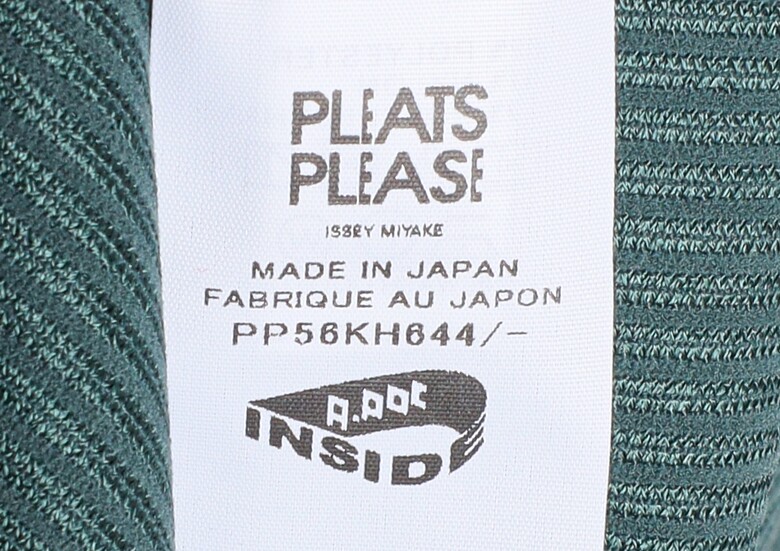 PLEATS
PLEASE
ISSEY MIYAKE
MADE IN JAPAN
FABRIQUE AU JAPON
PP56KH644/-
A.POC
INSIDE